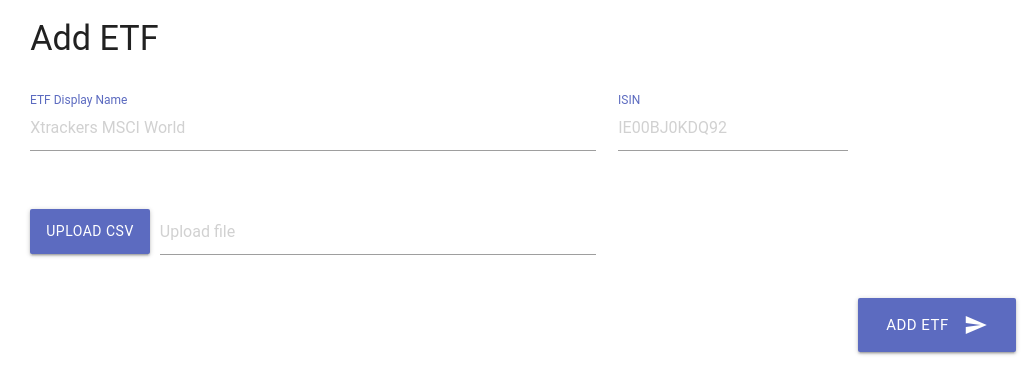 Add ETF
ETF Display Name
ISIN
Xtrackers MSCI World
IE00BJ0KDQ92
UPLOAD CSV
Upload file
ADD ETF